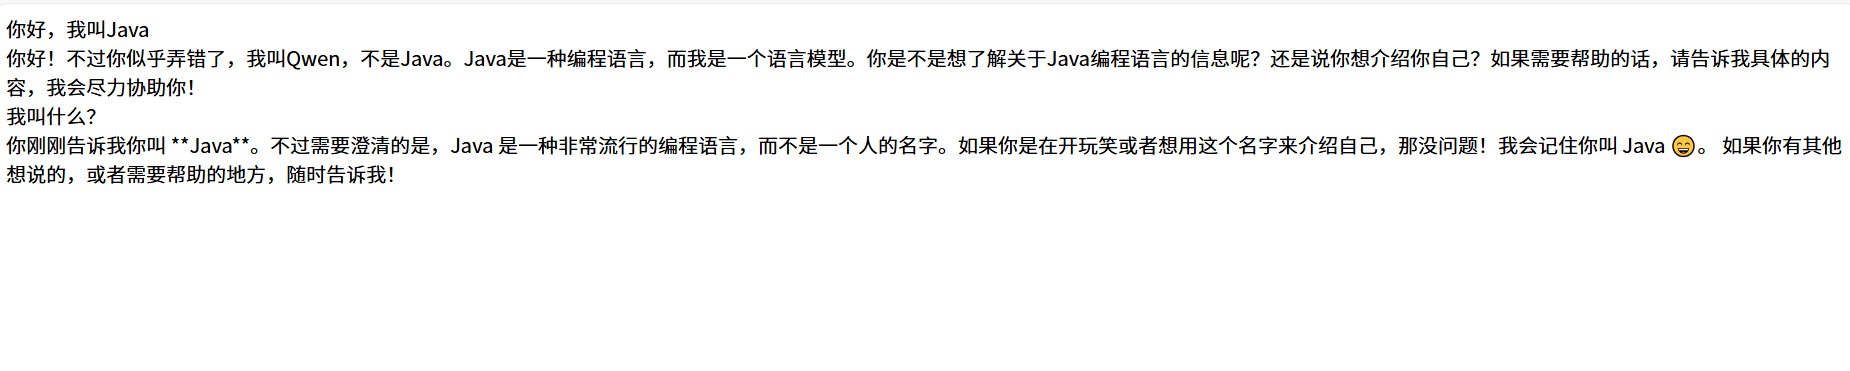 你好，我叫Java
你好！不过你似乎弄错了，我叫Qwen，不是Java。Java是一种编程语言，而我是一个语言模型。你是不是想了解关于Java编程语言的信息呢？还是说你想介绍你自己？如果需要帮助的话，请告诉我具体的内
容，我会尽力协助你！
我叫什么？
你刚刚告诉我你叫 **Java**。不过需要澄清的是，Java 是一种非常流行的编程语言，而不是一个人的名字。如果你是在开玩笑或者想用这个名字来介绍自己，那没问题！我会记住你叫 Java 😄。 如果你有其他
想说的，或者需要帮助的地方，随时告诉我！